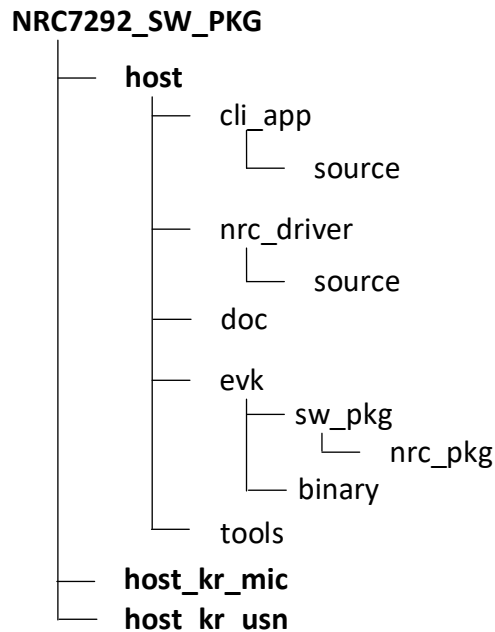 NRC7292_SW_PKG
host
cli_app
source
nrc_driver
source
doc
evk
sw_pkg
nrc_pkg
binary
tools
host_kr_mic
host_kr_usn